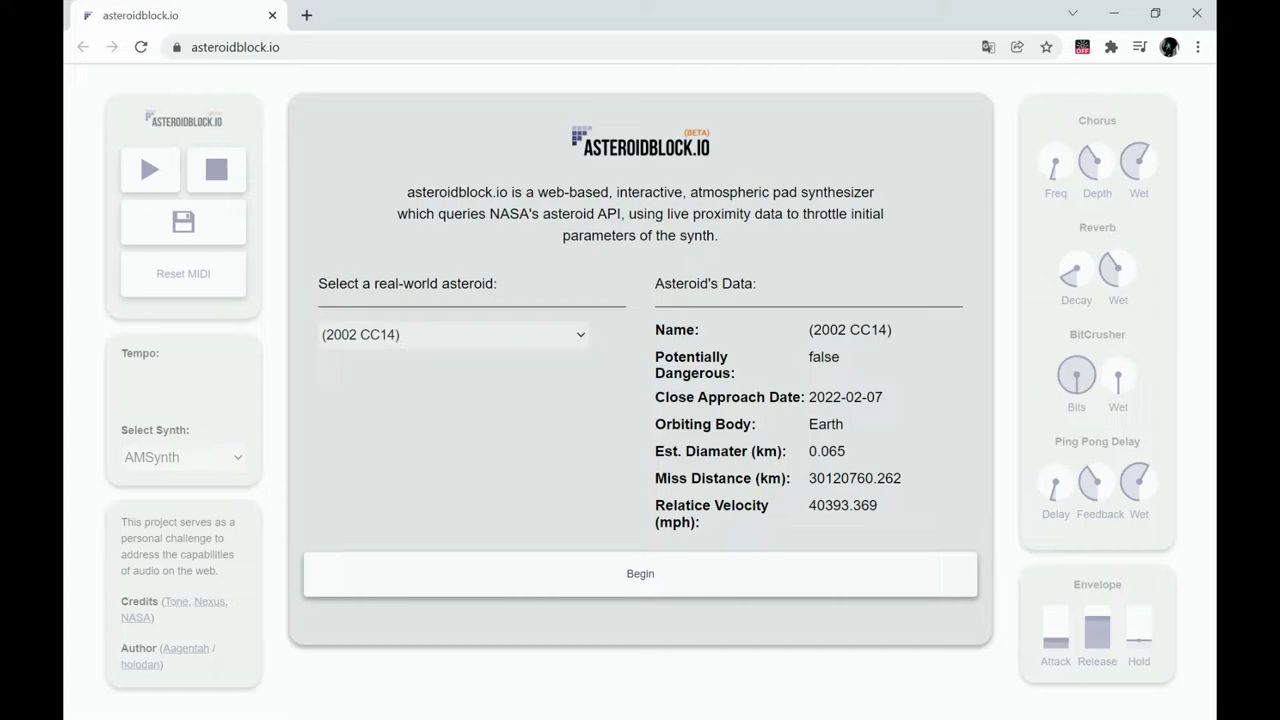 asteroidblock.io
asteroidblock.io
OFF
ASTEROIDBLOCK.IO
Reset MIDI
Tempo:
Select Synth:
AMSynth
This project serves as a
personal challenge to
address the capabilities
of audio on the web.
Credits (Tone, Nexus,
NASA)
Author (Aagentah /
holodan)
(BETA)
ASTEROIDBLOCK.IO
asteroidblock.io is a web-based, interactive, atmospheric pad synthesizer
which queries NASA's asteroid API, using live proximity data to throttle initial
parameters of the synth.
Select a real-world asteroid:
(2002 CC14)
Asteroid's Data:
Name: (2002 CC14)
Potentially false
Dangerous:
Close Approach Date: 2022-02-07
Orbiting Body: Earth
Est. Diamater (km): 0.065
Miss Distance (km): 30120760.262
Relatice Velocity 40393.369
(mph):
Begin
Chorus
Freq Depth Wet
Reverb
Decay Wet
BitCrusher
Bits Wet
Ping Pong Delay
Delay Feedback Wet
Envelope
Attack Release Hold